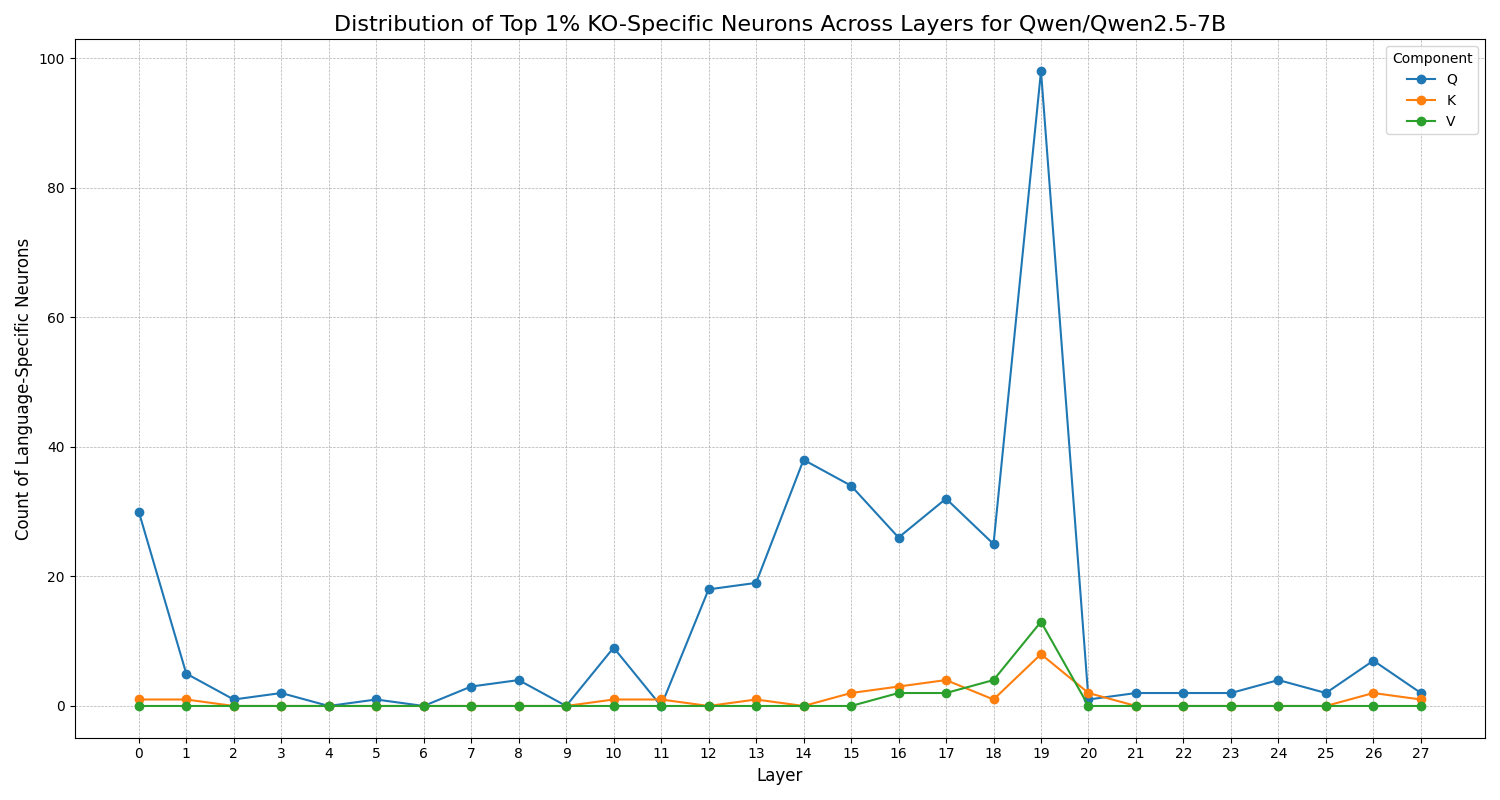 Distribution of Top 1% KO-Specific Neurons Across Layers for Qwen/Qwen2.5-7B
Component
Q
K
V
Count of Language-Specific Neurons
100
80
60
40
20
0
0 1 2 3 4 5 6 7 8 9 10 11 12 13 14 15 16 17 18 19 20 21 22 23 24 25 26 27
Layer